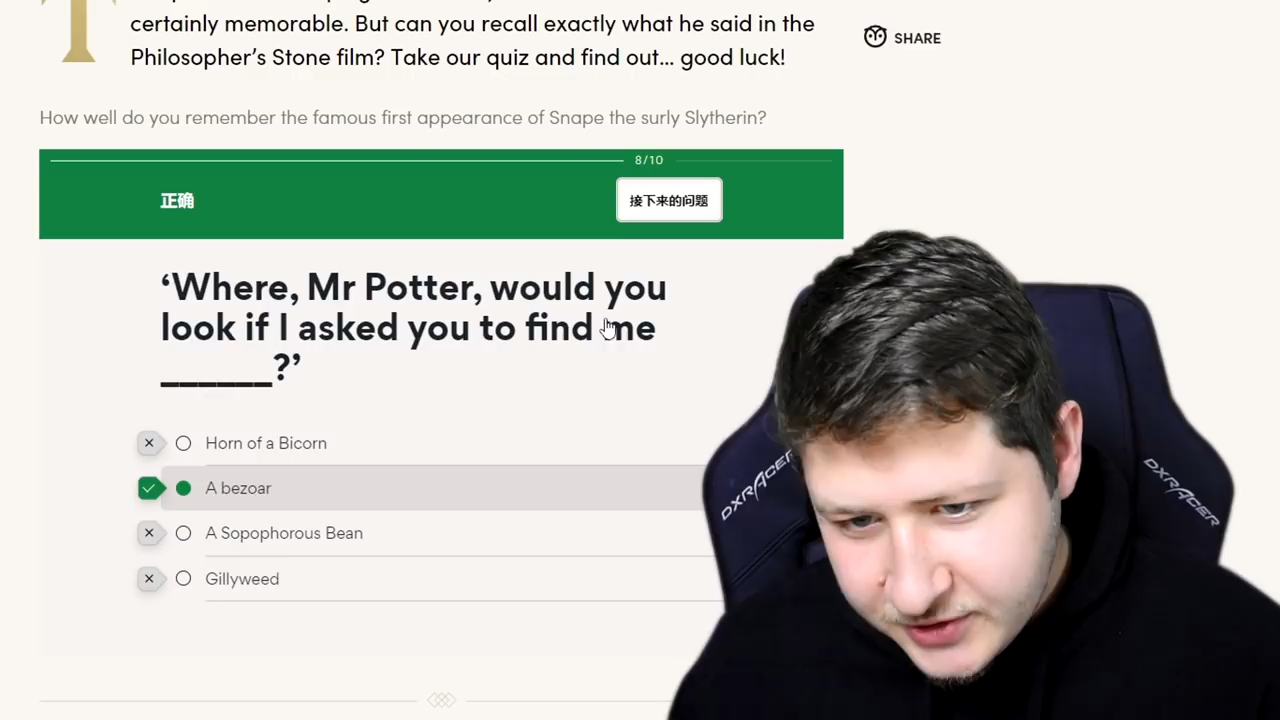 certainly memorable. But can you recall exactly what he said in the
Philosopher’s Stone film? Take our quiz and find out... good luck!
SHARE
How well do you remember the famous first appearance of Snape the surly Slytherin?
8/10
正确
接下来的问题
‘Where, Mr Potter, would you
look if I asked you to find me
______?’
Horn of a Bicorn
A bezoar
A Sopophorous Bean
Gillyweed
DXRACER
DXRACER